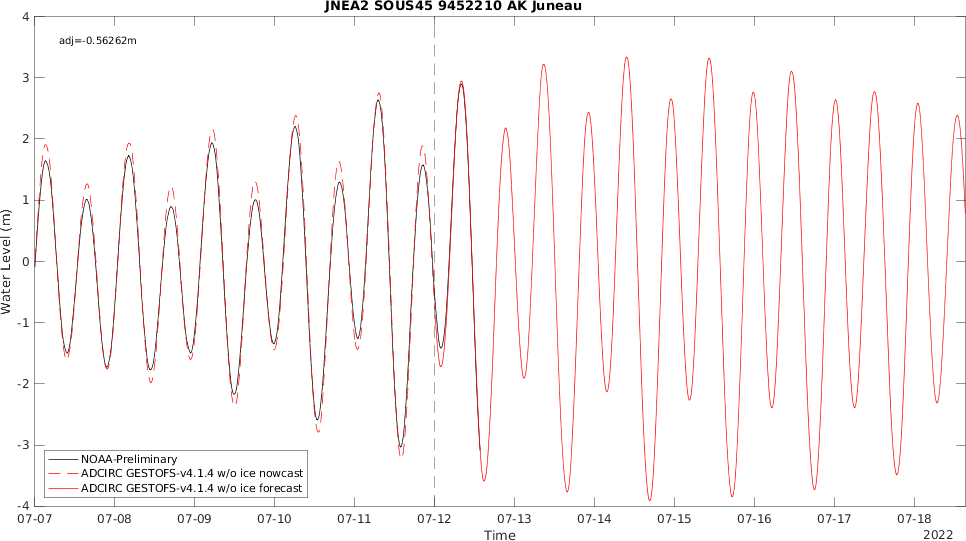 JNEA2 SOUS45 9452210 AK Juneau
adj=-0.56262m
4
3
2
1
0
-1
-2
-3
-4
Water Level (m)
NOAA-Preliminary
ADCIRC GESTOFS-v4.1.4 w/o ice nowcast
ADCIRC GESTOFS-v4.1.4 w/o ice forecast
07-07 07-08 07-09 07-10 07-11 07-12 07-13 07-14 07-15 07-16 07-17 07-18
Time
2022